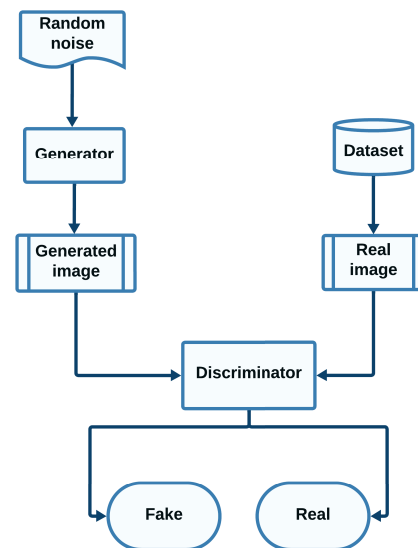 Random
noise
Generator
Dataset
Generated
image
Real
image
Discriminator
Fake
Real